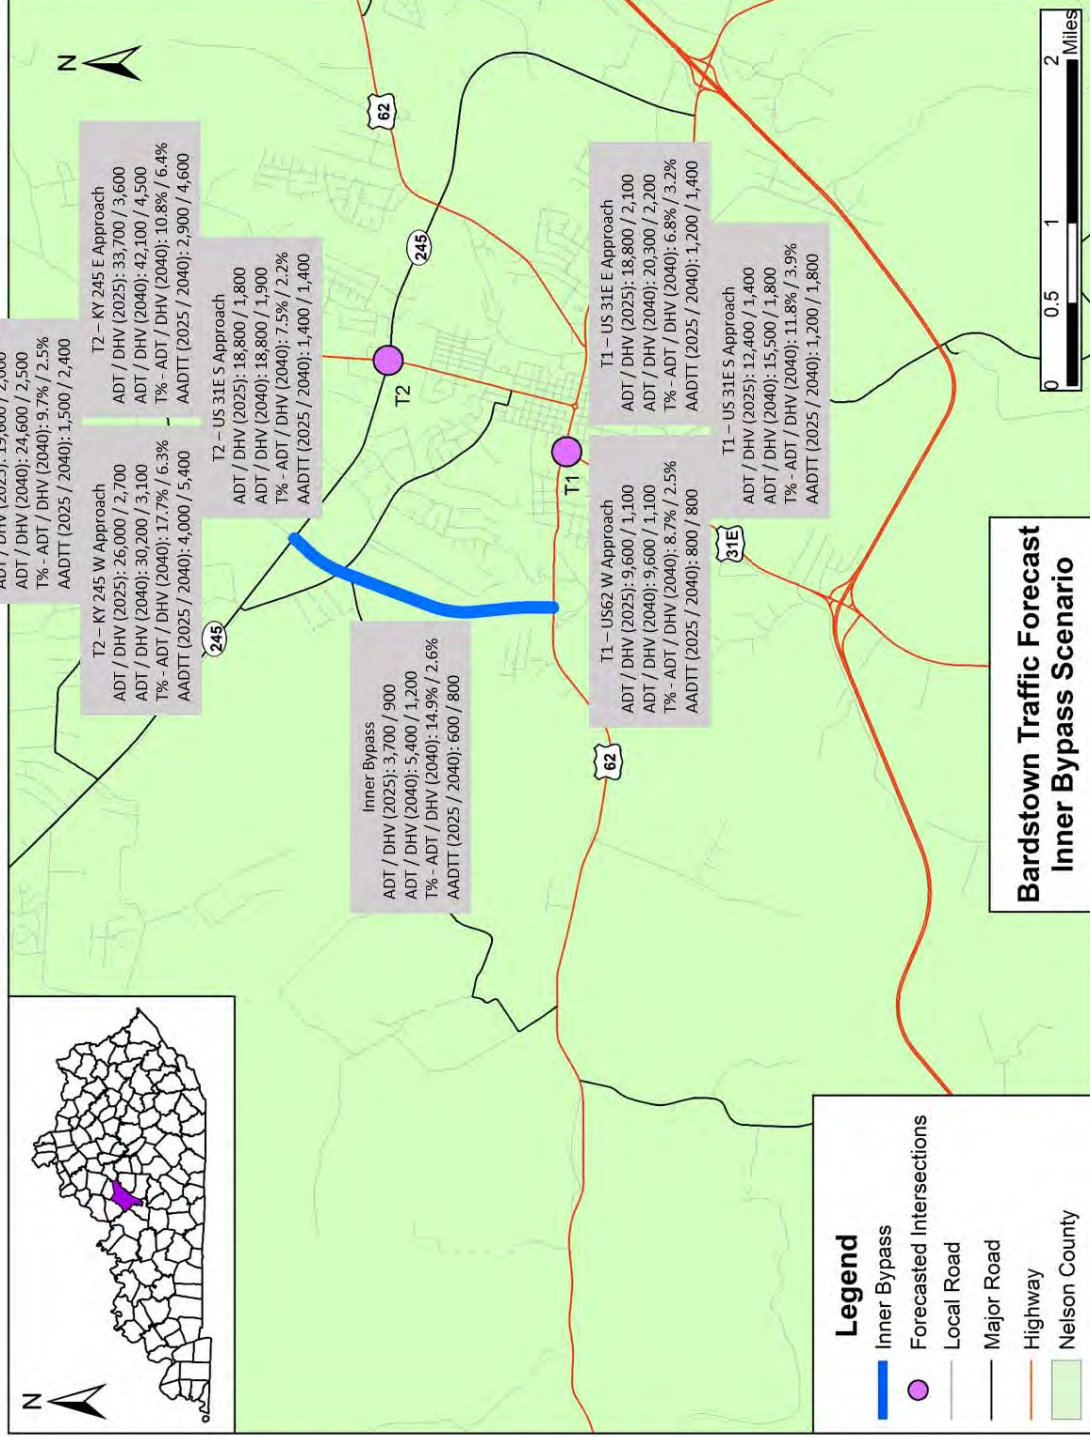 N
N
ADT / DHV (2040): 24,600 / 2,500
T% - ADT / DHV (2040): 9.7% / 2.5%
AADTT (2025 / 2040): 1,500 / 2,400
T2 – KY 245 W Approach
ADT / DHV (2025): 26,000 / 2,700
ADT / DHV (2040): 30,200 / 3,100
T% - ADT / DHV (2040): 17.7% / 6.3%
AADTT (2025 / 2040): 4,000 / 5,400
T2 – KY 245 E Approach
ADT / DHV (2025): 33,700 / 3,600
ADT / DHV (2040): 42,100 / 4,500
T% - ADT / DHV (2040): 10.8% / 6.4%
AADTT (2025 / 2040): 2,900 / 4,600
T2 – US 31E S Approach
ADT / DHV (2025): 18,800 / 1,800
ADT / DHV (2040): 18,800 / 1,900
T% - ADT / DHV (2040): 7.5% / 2.2%
AADTT (2025 / 2040): 1,400 / 1,400
245
62
245
T2
Inner Bypass
ADT / DHV (2025): 3,700 / 900
ADT / DHV (2040): 5,400 / 1,200
T% - ADT / DHV (2040): 14.9% / 2.6%
AADTT (2025 / 2040): 600 / 800
T1
62
T1 – US62 W Approach
ADT / DHV (2025): 9,600 / 1,100
ADT / DHV (2040): 9,600 / 1,100
T% - ADT / DHV (2040): 8.7% / 2.5%
AADTT (2025 / 2040): 800 / 800
T1 – US 31E E Approach
ADT / DHV (2025): 18,800 / 2,100
ADT / DHV (2040): 20,300 / 2,200
T% - ADT / DHV (2040): 6.8% / 3.2%
AADTT (2025 / 2040): 1,200 / 1,400
31E
T1 – US 31E S Approach
ADT / DHV (2025): 12,400 / 1,400
ADT / DHV (2040): 15,500 / 1,800
T% - ADT / DHV (2040): 11.8% / 3.9%
AADTT (2025 / 2040): 1,200 / 1,800
Legend
Inner Bypass
Forecasted Intersections
Local Road
Major Road
Highway
Nelson County
Bardstown Traffic Forecast
Inner Bypass Scenario
0 0.5 1 2
Miles